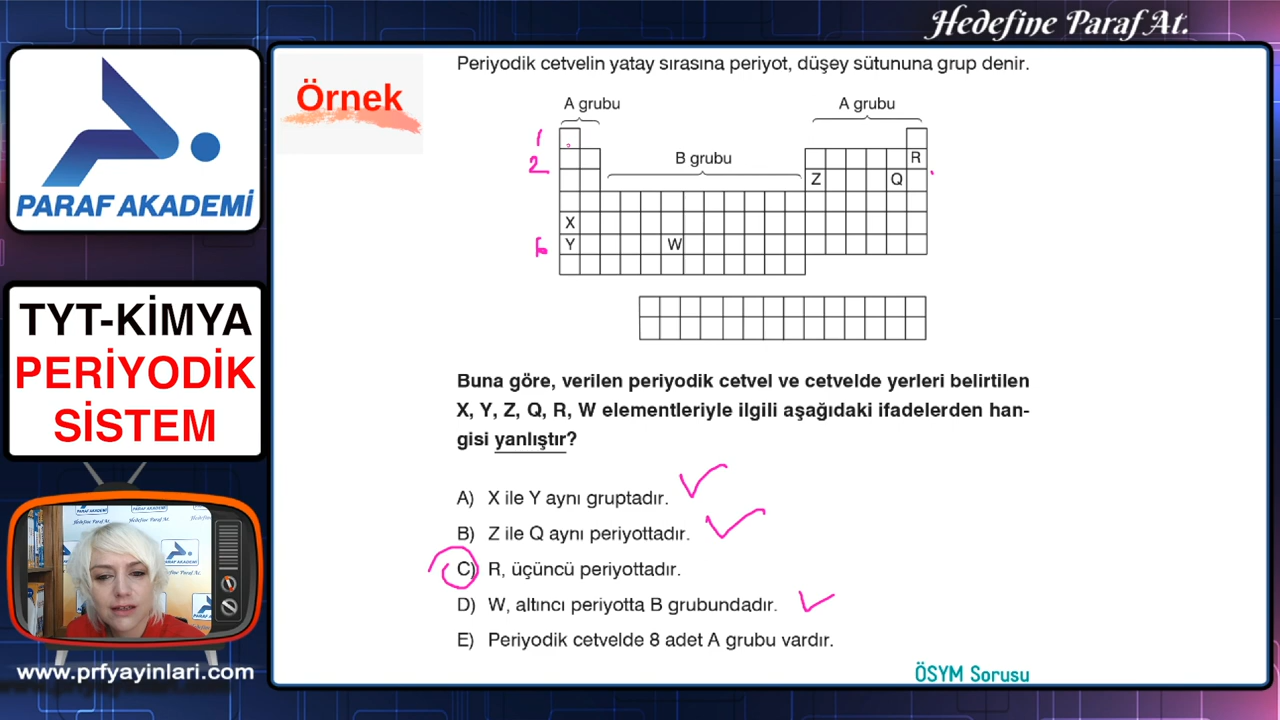 Hedefine Paraf At.
PARAF AKADEMİ
TYT-KİMYA
PERİYODİK
SİSTEM
www.prfyayinlari.com
Örnek
Periyodik cetvelin yatay sırasına periyot, düşey sütununa grup denir.
A grubu
A grubu
B grubu
1
2
R
Z
Q
X
6
Y
W
Buna göre, verilen periyodik cetvel ve cetvelde yerleri belirtilen
X, Y, Z, Q, R, W elementleriyle ilgili aşağıdaki ifadelerden han-
gisi yanlıştır?
A) X ile Y aynı gruptadır.
B) Z ile Q aynı periyottadır.
C) R, üçüncü periyottadır.
D) W, altıncı periyotta B grubundadır.
E) Periyodik cetvelde 8 adet A grubu vardır.
ÖSYM Sorusu